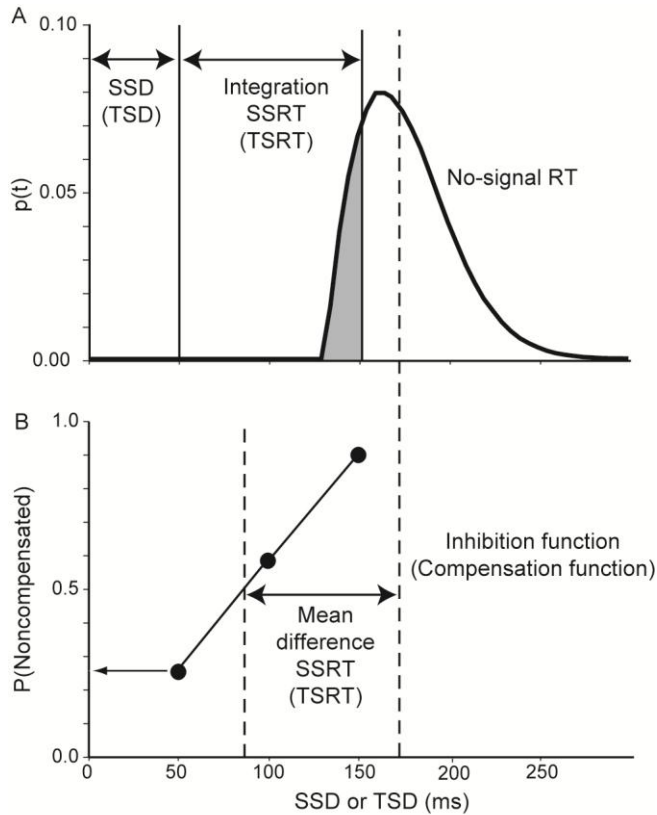 A
0.10
SSD
(TSD)
Integration
SSRT
(TSRT)
p(t)
0.05
No-signal RT
0.00
B
1.0
P(Noncompensated)
0.5
Inhibition function
(Compensation function)
Mean
difference
SSRT
(TSRT)
0.0
0 50 100 150 200 250
SSD or TSD (ms)